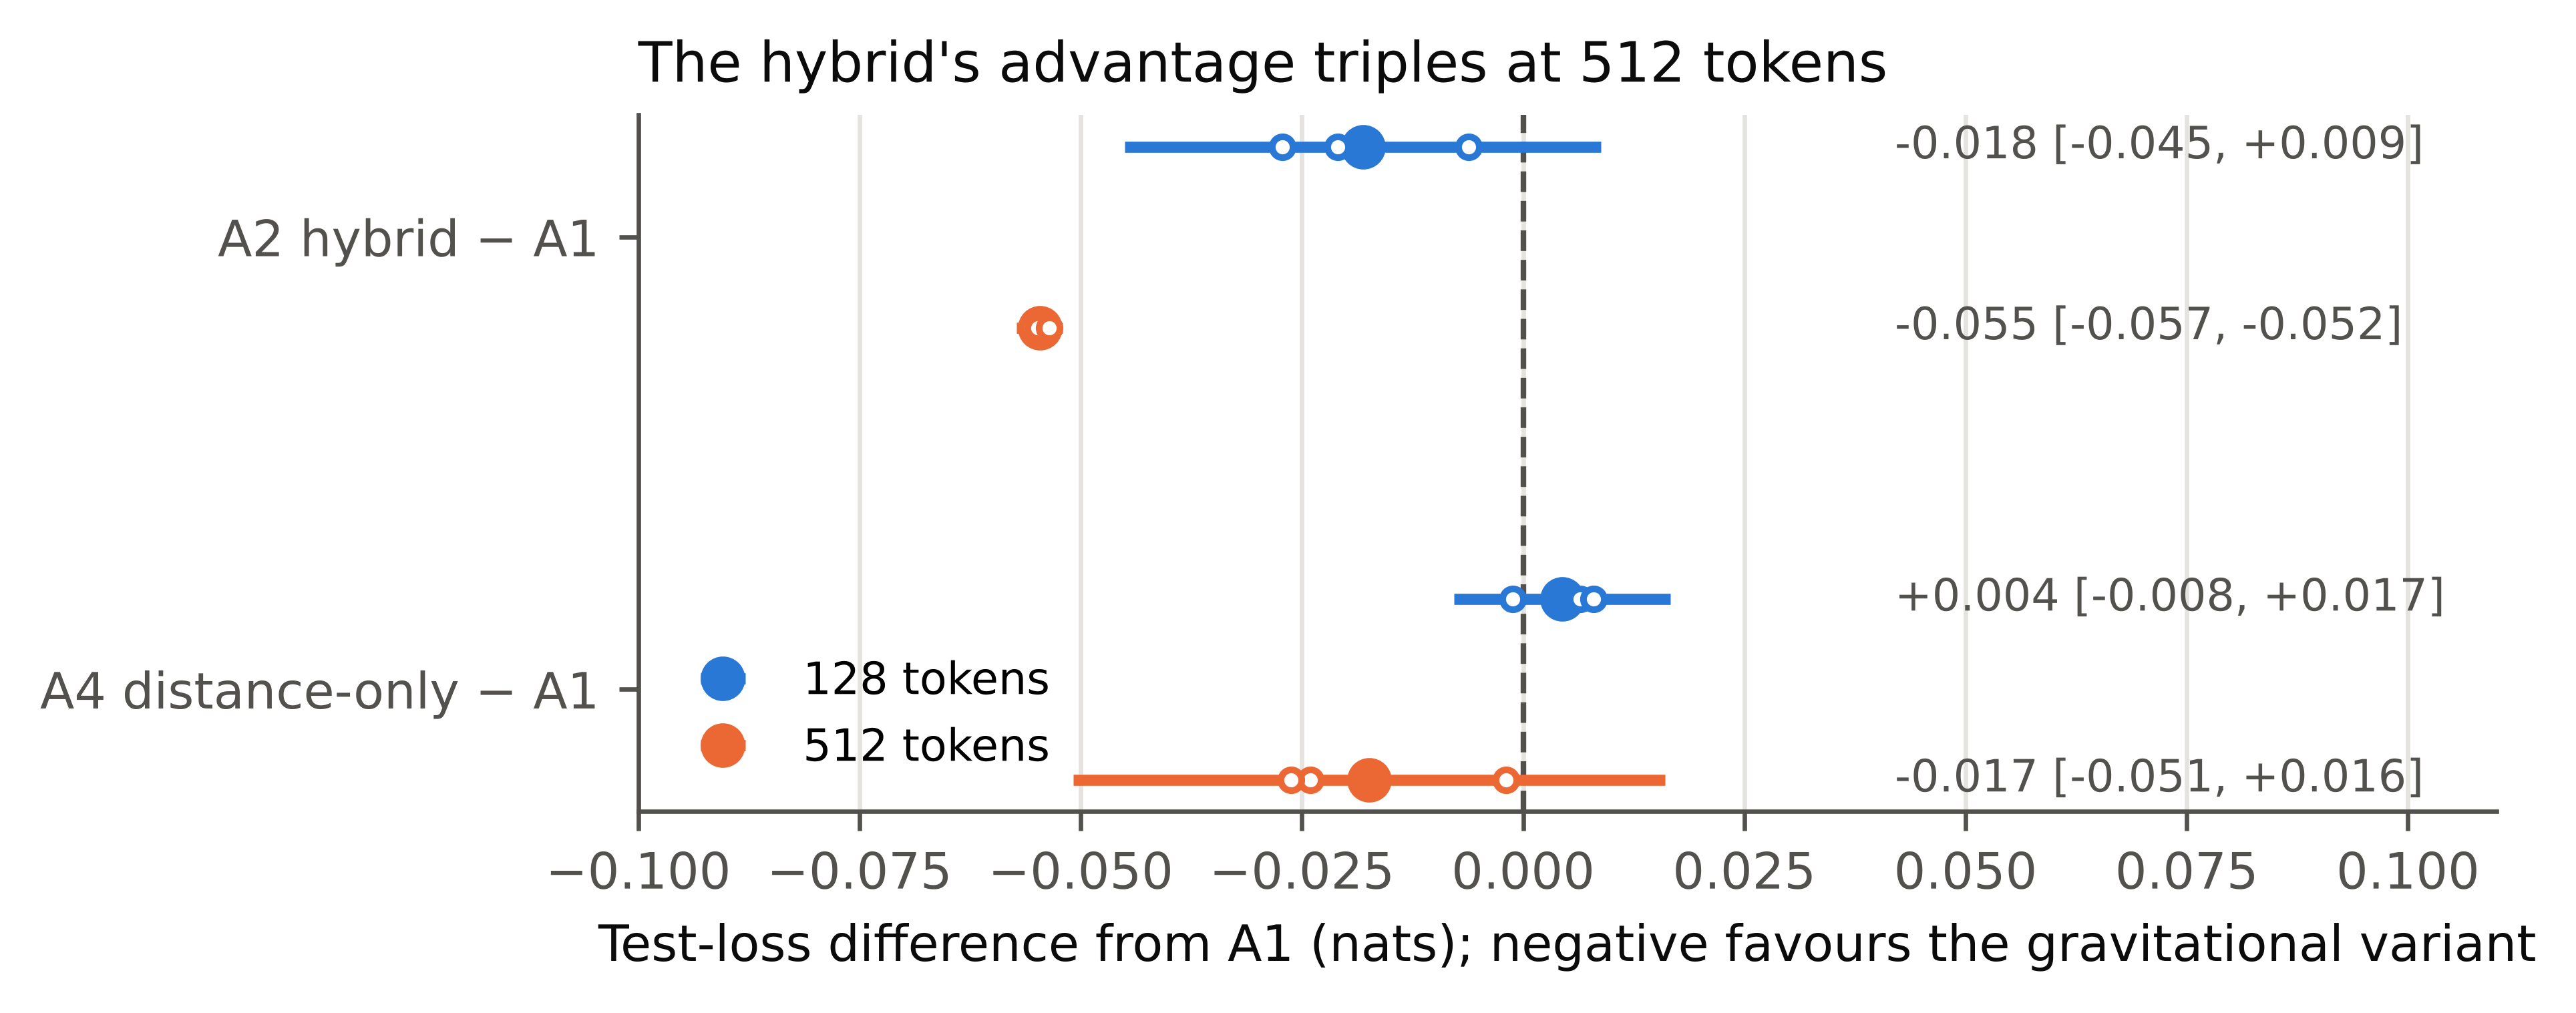 The hybrid's advantage triples at 512 tokens
-0.018 [-0.045, +0.009]
A2 hybrid − A1
-0.055 [-0.057, -0.052]
+0.004 [-0.008, +0.017]
A4 distance-only − A1
128 tokens
512 tokens
-0.017 [-0.051, +0.016]
−0.100 −0.075 −0.050 −0.025 0.000 0.025 0.050 0.075 0.100
Test-loss difference from A1 (nats); negative favours the gravitational variant